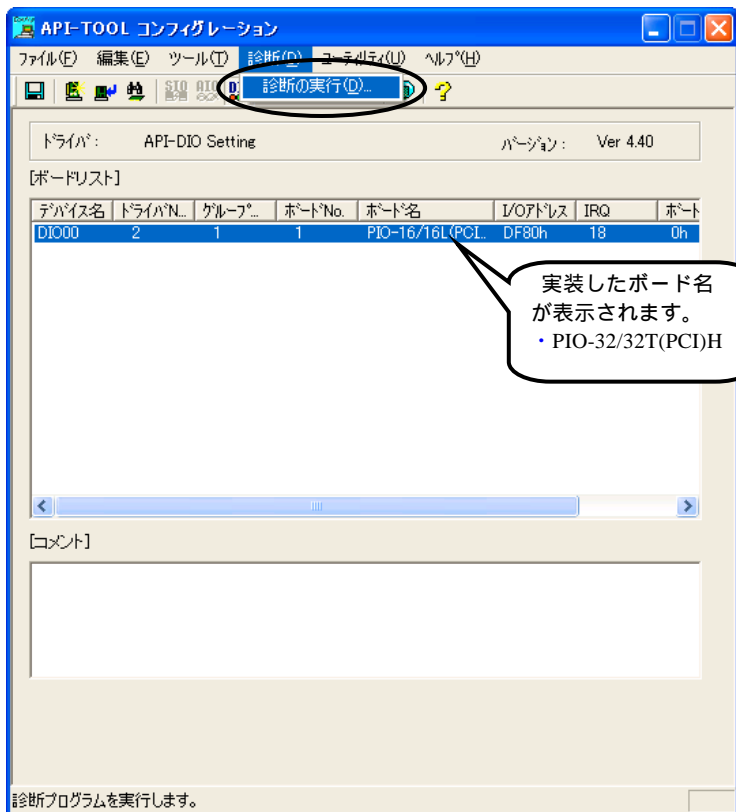 API-TOOL コンフィグレーション
ファイル(F) 編集(E) ツール(T) 診断(D) ユーティリティ(U) ヘルプ(H)
診断の実行(D)...
ドライバ: API-DIO Setting バージョン: Ver 4.40
[ボードリスト]
デバイス名 ドライバN... グループ... ボードNo. ボード名 I/Oアドレス IRQ ボート
DIO00 2 1 1 PIO-16/16L(PCI... DF80h 18 0h
実装したボード名
が表示されます。
・PIO-32/32T(PCI)H
[コメント]
診断プログラムを実行します。